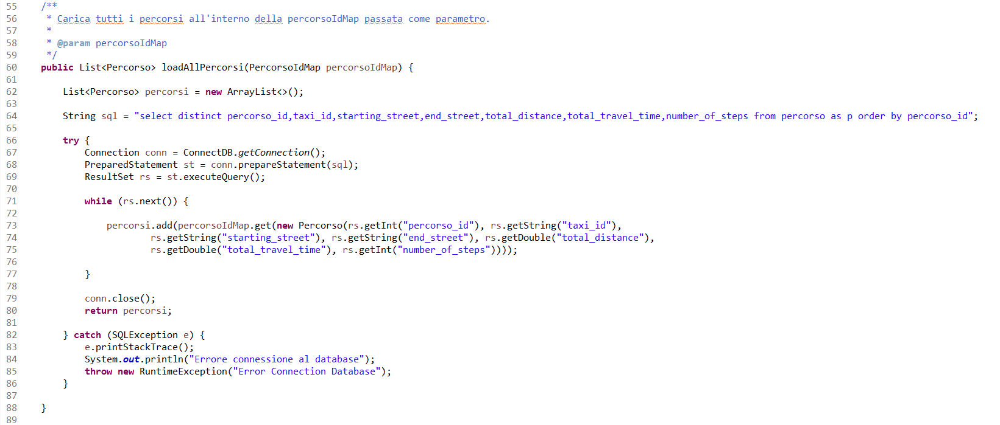 55 /**
56 * Carica tutti i percorsi all'interno della percorsoIdMap passata come parametro.
57 *
58 * @param percorsoIdMap
59 */
60 public List<Percorso> loadAllPercorsi(PercorsoIdMap percorsoIdMap) {
61
62 List<Percorso> percorsi = new ArrayList<>();
63
64 String sql = "select distinct percorso_id,taxi_id,starting_street,end_street,total_distance,total_travel_time,number_of_steps from percorso as p order by percorso_id";
65
66 try {
67 Connection conn = ConnectDB.getConnection();
68 PreparedStatement st = conn.prepareStatement(sql);
69 ResultSet rs = st.executeQuery();
70
71 while (rs.next()) {
72
73 percorsi.add(percorsoIdMap.get(new Percorso(rs.getInt("percorso_id"), rs.getString("taxi_id"),
74 rs.getString("starting_street"), rs.getString("end_street"), rs.getDouble("total_distance"),
75 rs.getDouble("total_travel_time"), rs.getInt("number_of_steps"))));
76
77 }
78
79 conn.close();
80 return percorsi;
81
82 } catch (SQLException e) {
83 e.printStackTrace();
84 System.out.println("Errore connessione al database");
85 throw new RuntimeException("Error Connection Database");
86 }
87
88 }
89